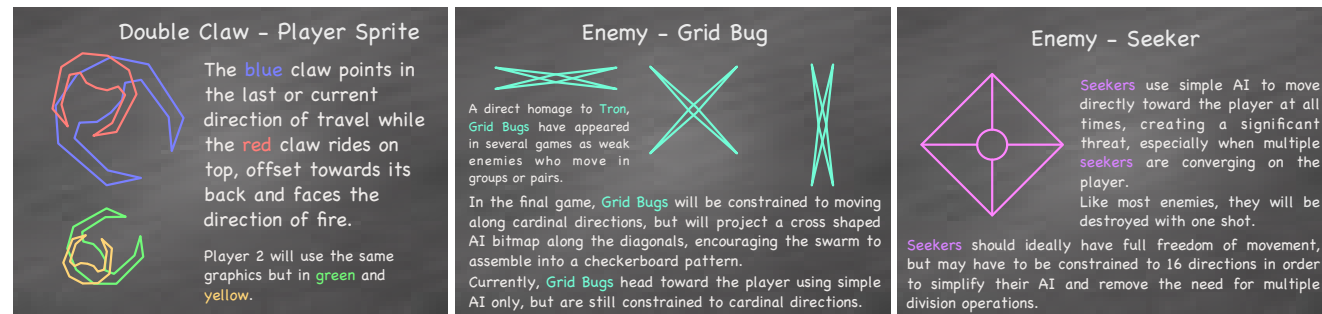 Double Claw – Player Sprite
The blue claw points in
the last or current
direction of travel while
the red claw rides on
top, offset towards its
back and faces the
direction of fire.
Player 2 will use the same
graphics but in green and
yellow.
Enemy – Grid Bug
A direct homage to Tron,
Grid Bugs have appeared
in several games as weak
enemies who move in
groups or pairs.
In the final game, Grid Bugs will be constrained to moving
along cardinal directions, but will project a cross shaped
AI bitmap along the diagonals, encouraging the swarm to
assemble into a checkerboard pattern.
Currently, Grid Bugs head toward the player using simple
AI only, but are still constrained to cardinal directions.
Enemy – Seeker
Seekers use simple AI to move
directly toward the player at all
times, creating a significant
threat, especially when multiple
seekers are converging on the
player.
Like most enemies, they will be
destroyed with one shot.
Seekers should ideally have full freedom of movement,
but may have to be constrained to 16 directions in order
to simplify their AI and remove the need for multiple
division operations.